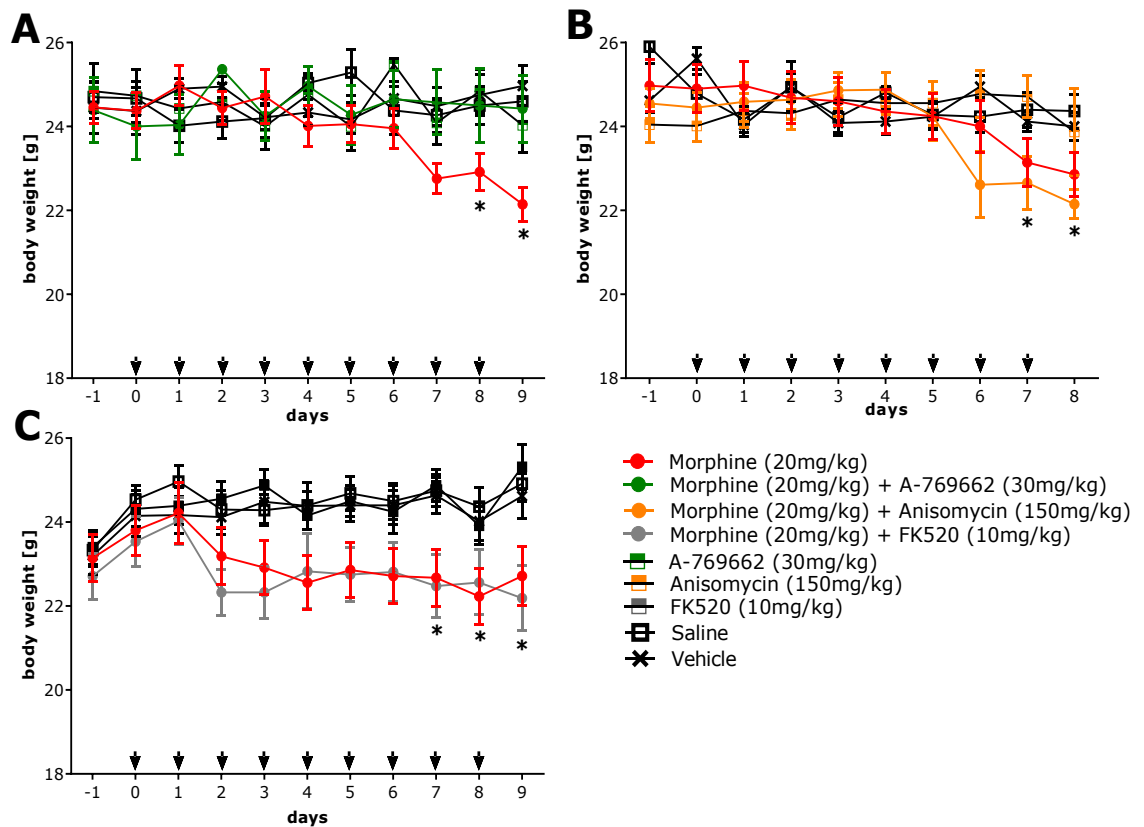 A
26
24
22
20
18
body weight [g]
* *
-1 0 1 2 3 4 5 6 7 8 9
days
B
26
24
22
20
18
body weight [g]
* *
-1 0 1 2 3 4 5 6 7 8
days
C
26
24
22
20
18
body weight [g]
* * *
-1 0 1 2 3 4 5 6 7 8 9
days
Morphine (20mg/kg)
Morphine (20mg/kg) + A-769662 (30mg/kg)
Morphine (20mg/kg) + Anisomycin (150mg/kg)
Morphine (20mg/kg) + FK520 (10mg/kg)
A-769662 (30mg/kg)
Anisomycin (150mg/kg)
FK520 (10mg/kg)
Saline
Vehicle